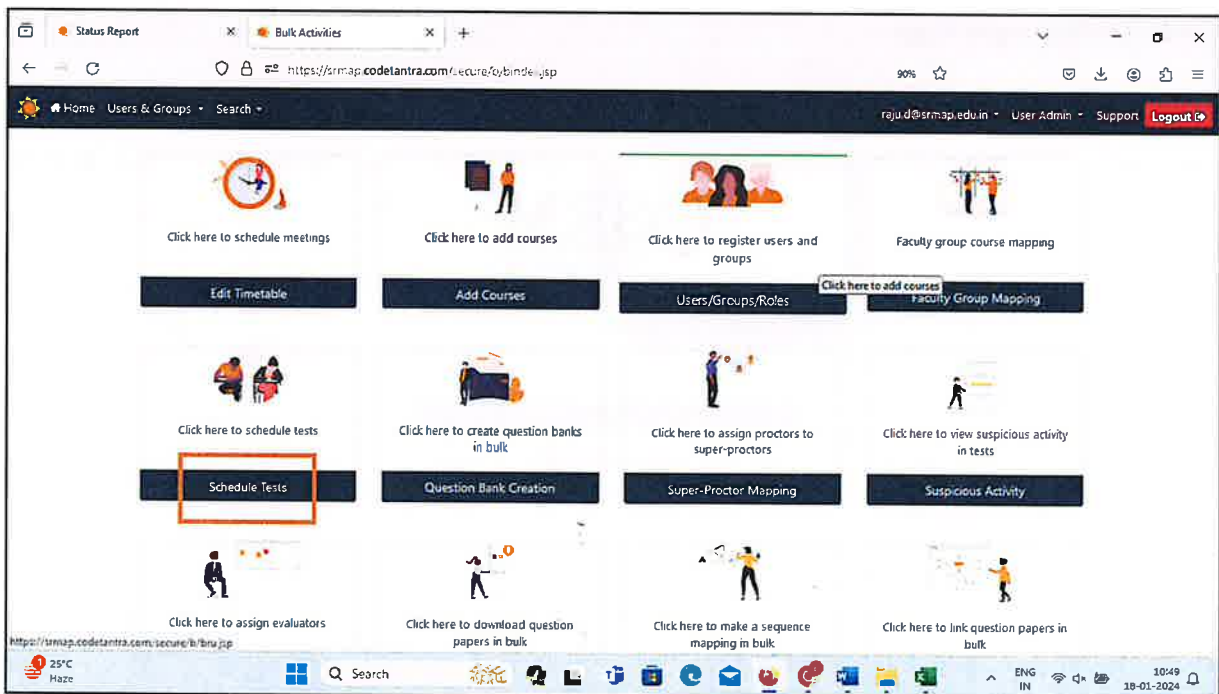 Status Report
Bulk Activities
https://srmap.codetantra.com/secure/
90%
Home Users & Groups Search
raju.d@srmap.edu.in User Admin Support Logout
Click here to schedule meetings
Click here to add courses
Click here to register users and
groups
Faculty group course mapping
Edit Timetable
Add Courses
Users/Groups/Roles
Click here to add courses
Faculty Group Mapping
Click here to schedule tests
Click here to create question banks
in bulk
Click here to assign proctors to
super-proctors
Click here to view suspicious activity
in tests
Schedule Tests
Question Bank Creation
Super-Proctor Mapping
Suspicious Activity
Click here to assign evaluators
Click here to download question
papers in bulk
Click here to make a sequence
mapping in bulk
Click here to link question papers in
bulk
https://srmap.codetantra.com/secure/b/bru.jsp
1
25°C
Haze
Search
ENG
IN
10:49
18-01-2024